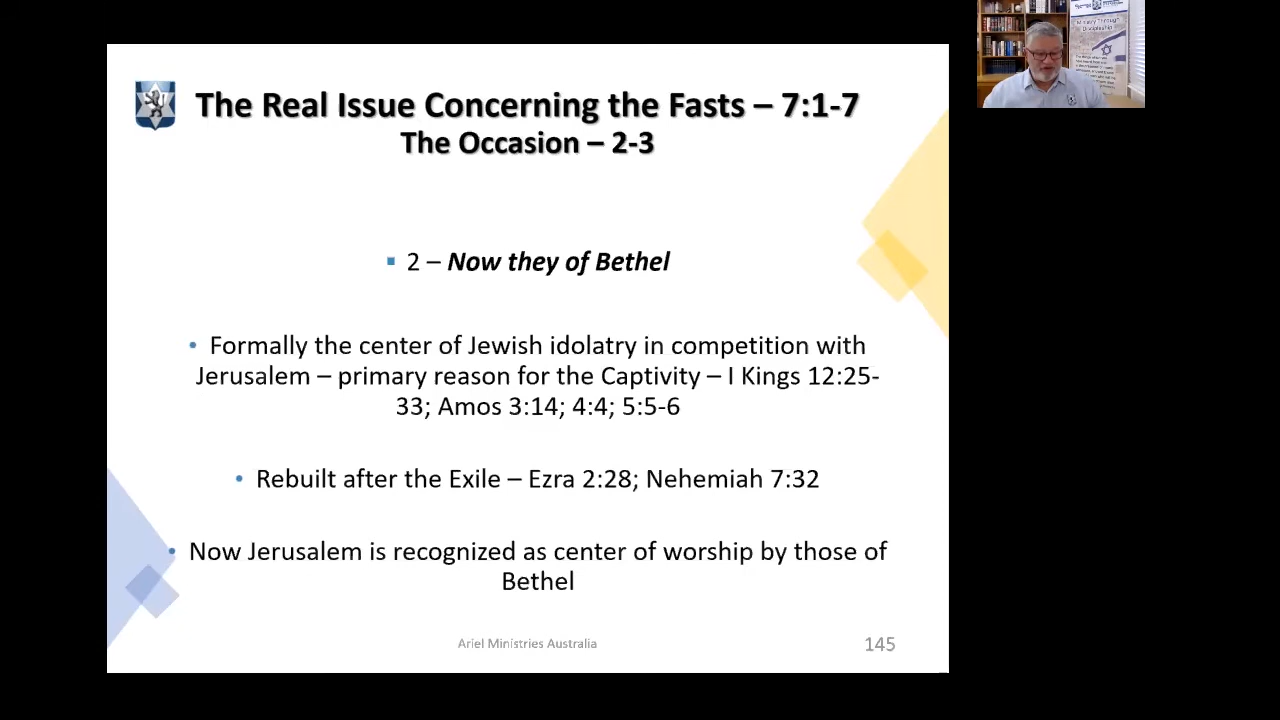 The Real Issue Concerning the Fasts – 7:1-7
The Occasion – 2-3
2 – Now they of Bethel
Formally the center of Jewish idolatry in competition with
Jerusalem – primary reason for the Captivity – I Kings 12:25-
33; Amos 3:14; 4:4; 5:5-6
Rebuilt after the Exile – Ezra 2:28; Nehemiah 7:32
Now Jerusalem is recognized as center of worship by those of
Bethel
Ariel Ministries Australia
145
Ministry Through
Discipleship